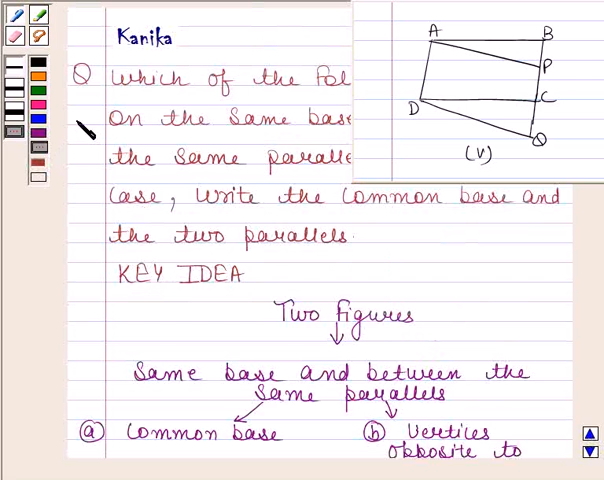 Kanika
Q Which of the Fol
On the Same base
the Same paralle
Case, Write the Common base and
the two parallels.
KEY IDEA
Two figures
Same base and between the
Same parallels
a Common base
b Vertices
opposite to
A
B
P
D
C
Q
(V)